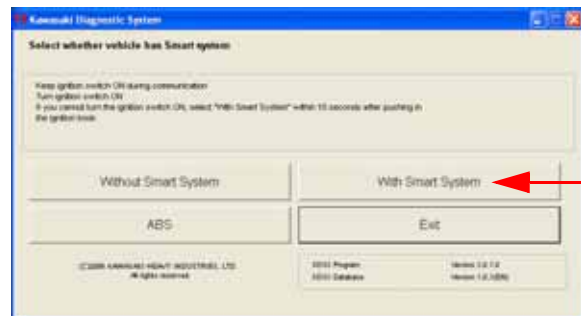 Kawasaki Diagnostic System
Select whether vehicle has Smart system
Keep ignition switch ON during communication
Turn ignition switch ON
If you cannot turn the ignition switch ON, select "With Smart System" within 10 seconds after pushing in
the ignition knob.
Without Smart System
With Smart System
ABS
Exit
KAWASAKI HEAVY INDUSTRIES, LTD
All rights reserved.
KDS3 Program
KDS3 Database